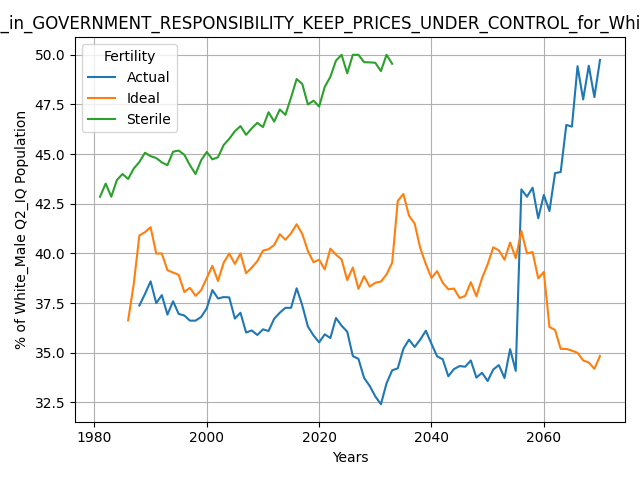 _in_GOVERNMENT_RESPONSIBILITY_KEEP_PRICES_UNDER_CONTROL_for_Whi
Fertility
Actual
Ideal
Sterile
% of White_Male Q2_IQ Population
50.0
47.5
45.0
42.5
40.0
37.5
35.0
32.5
1980 2000 2020 2040 2060
Years